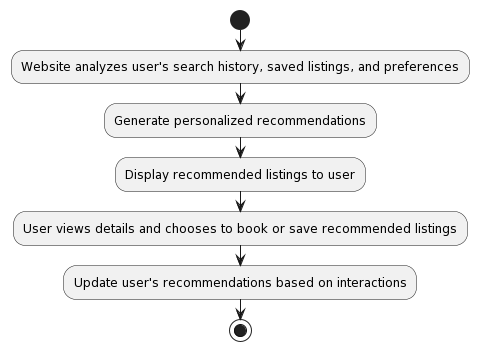 Website analyzes user's search history, saved listings, and preferences
Generate personalized recommendations
Display recommended listings to user
User views details and chooses to book or save recommended listings
Update user's recommendations based on interactions